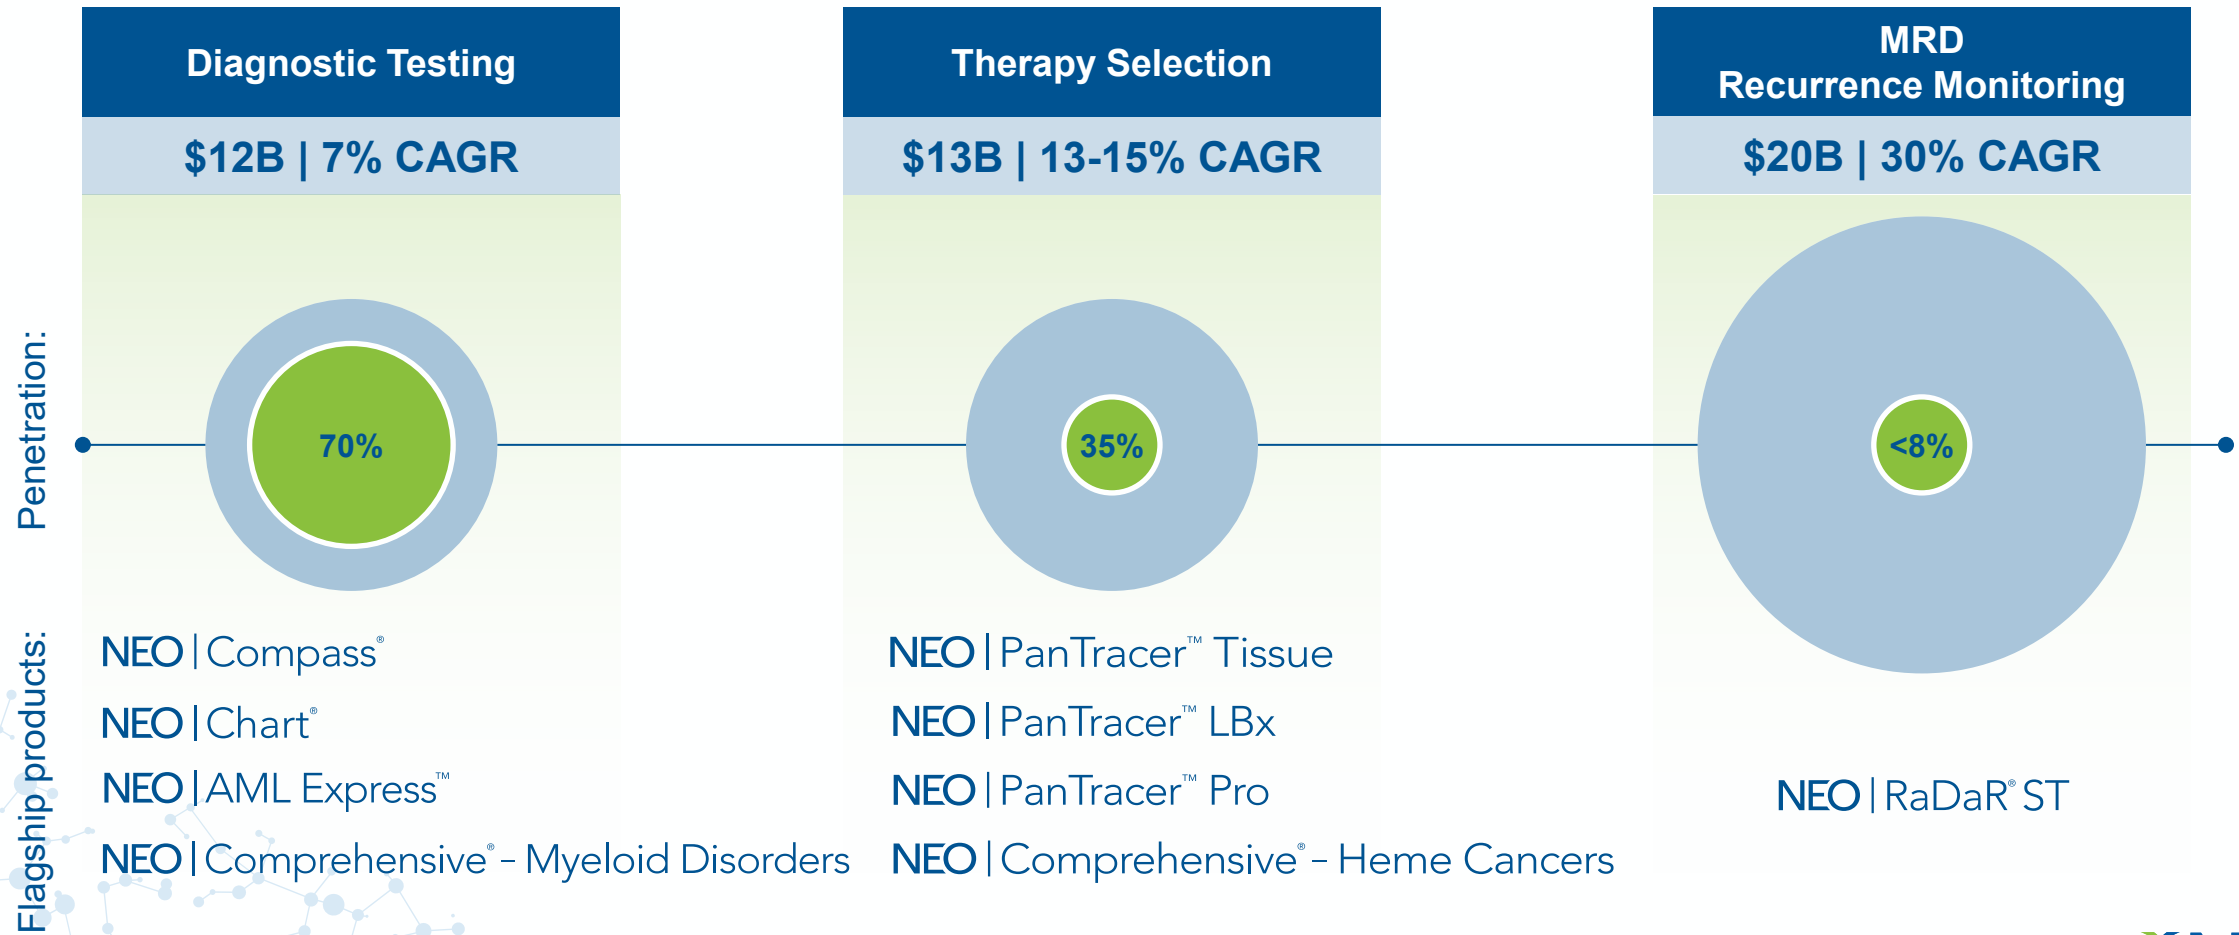 Diagnostic Testing
$12B | 7% CAGR
Therapy Selection
$13B | 13-15% CAGR
MRD
Recurrence Monitoring
$20B | 30% CAGR
Penetration:
70%
35%
<8%
Flagship products:
NEO | Compass®
NEO | Chart®
NEO | AML Express™
NEO | Comprehensive® – Myeloid Disorders
NEO | PanTracer™ Tissue
NEO | PanTracer™ LBx
NEO | PanTracer™ Pro
NEO | Comprehensive® – Heme Cancers
NEO | RaDaR® ST